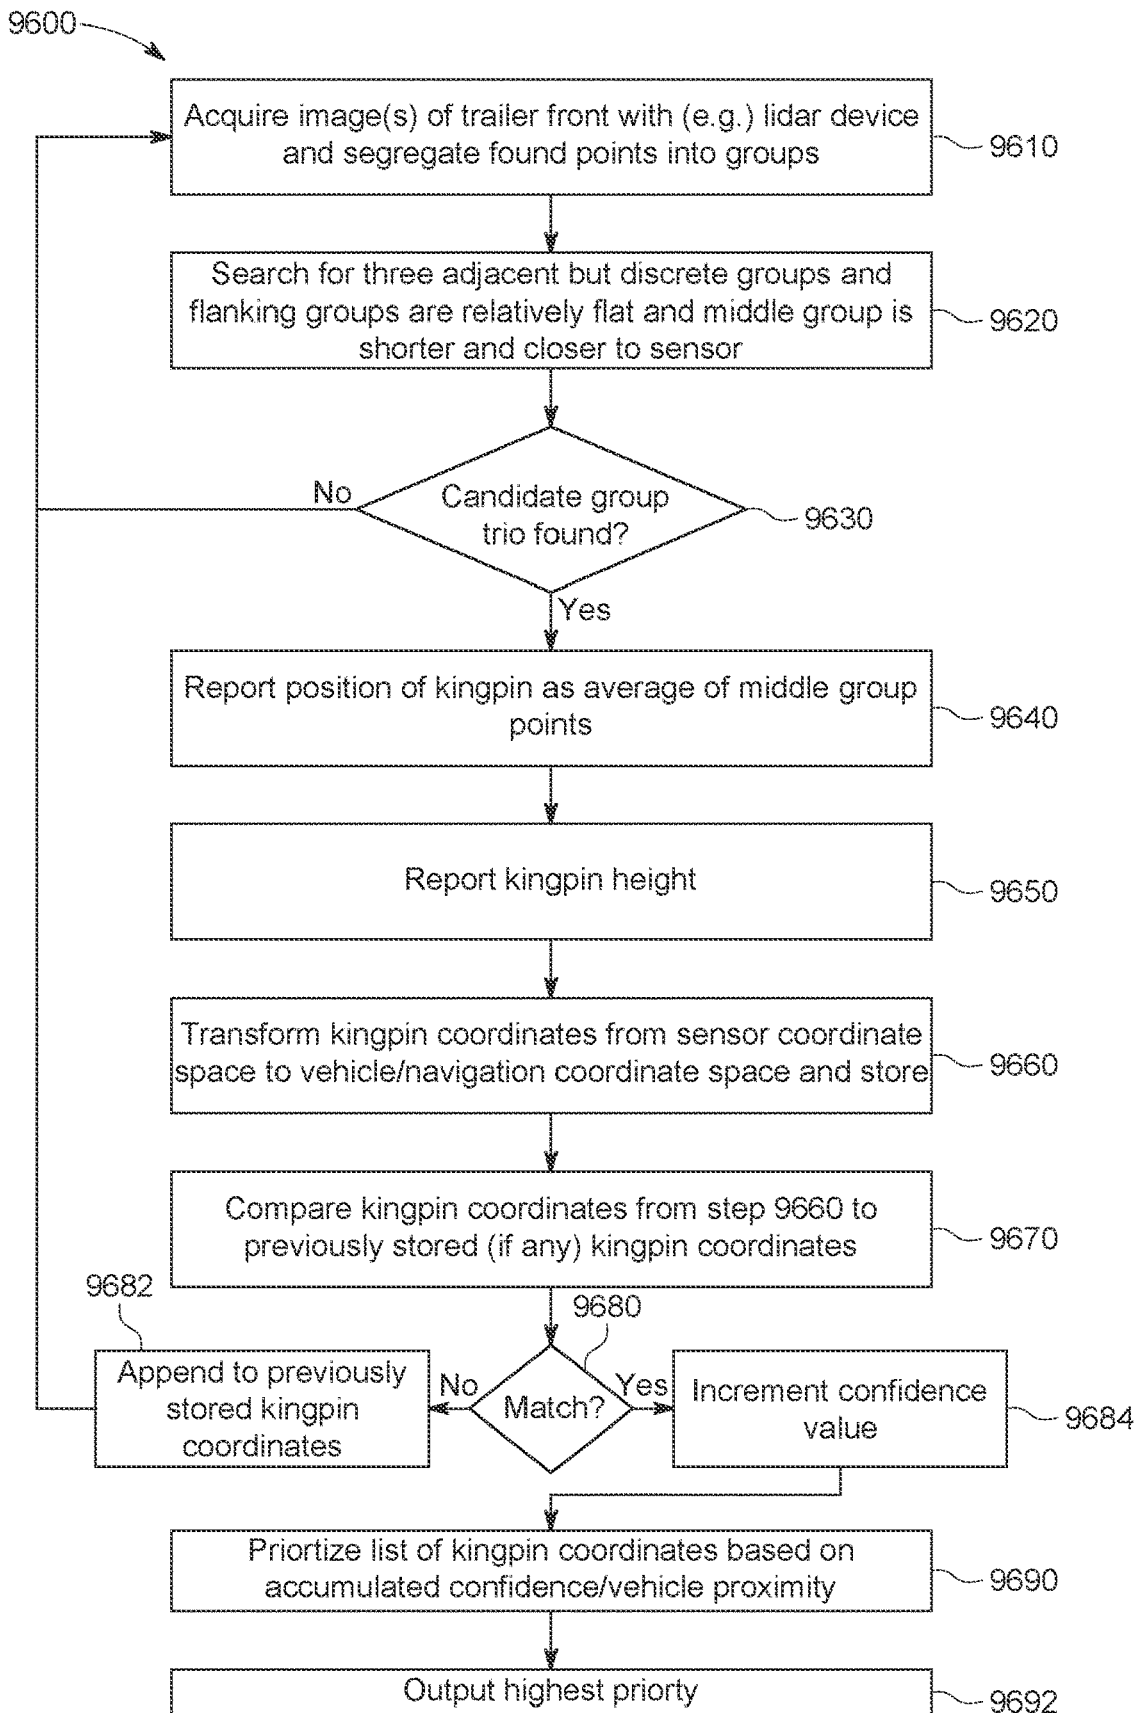 9600
Acquire image(s) of trailer front with (e.g.) lidar device
and segregate found points into groups
9610
Search for three adjacent but discrete groups and
flanking groups are relatively flat and middle group is
shorter and closer to sensor
9620
Candidate group
trio found?
No
9630
Yes
Report position of kingpin as average of middle group
points
9640
Report kingpin height
9650
Transform kingpin coordinates from sensor coordinate
space to vehicle/navigation coordinate space and store
9660
Compare kingpin coordinates from step 9660 to
previously stored (if any) kingpin coordinates
9670
9682
9680
Append to previously
stored kingpin
coordinates
No
Match?
Yes
Increment confidence
value
9684
Priortize list of kingpin coordinates based on
accumulated confidence/vehicle proximity
9690
Output highest priorty
9692